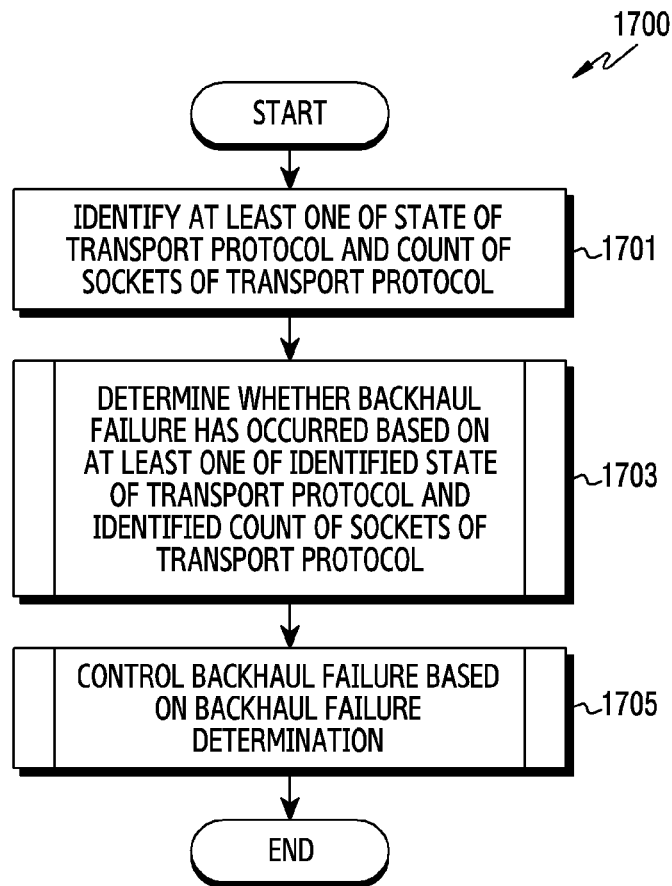 1700
START
IDENTIFY AT LEAST ONE OF STATE OF
TRANSPORT PROTOCOL AND COUNT OF
SOCKETS OF TRANSPORT PROTOCOL
1701
DETERMINE WHETHER BACKHAUL
FAILURE HAS OCCURRED BASED ON
AT LEAST ONE OF IDENTIFIED STATE
OF TRANSPORT PROTOCOL AND
IDENTIFIED COUNT OF SOCKETS OF
TRANSPORT PROTOCOL
1703
CONTROL BACKHAUL FAILURE BASED
ON BACKHAUL FAILURE
DETERMINATION
1705
END